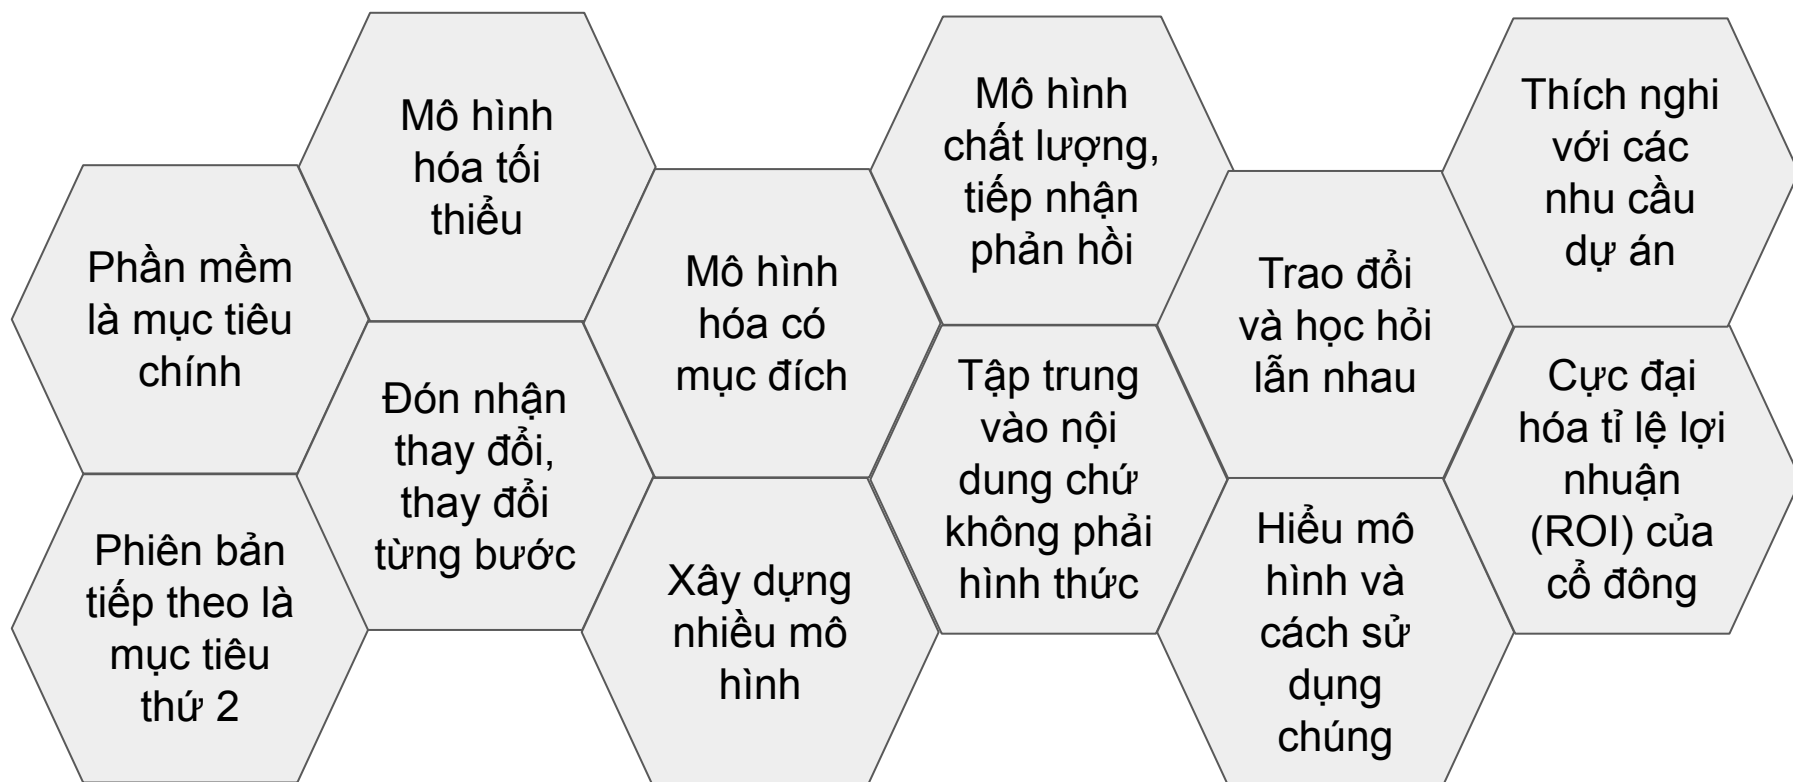 Phần mềm
là mục tiêu
chính
Phiên bản
tiếp theo là
mục tiêu
thứ 2
Mô hình
hóa tối
thiểu
Đón nhận
thay đổi,
thay đổi
từng bước
Mô hình
hóa có
mục đích
Xây dựng
nhiều mô
hình
Mô hình
chất lượng,
tiếp nhận
phản hồi
Tập trung
vào nội
dung chứ
không phải
hình thức
Trao đổi
và học hỏi
lẫn nhau
Hiểu mô
hình và
cách sử
dụng
chúng
Thích nghi
với các
nhu cầu
dự án
Cực đại
hóa tỉ lệ lợi
nhuận
(ROI) của
cổ đông